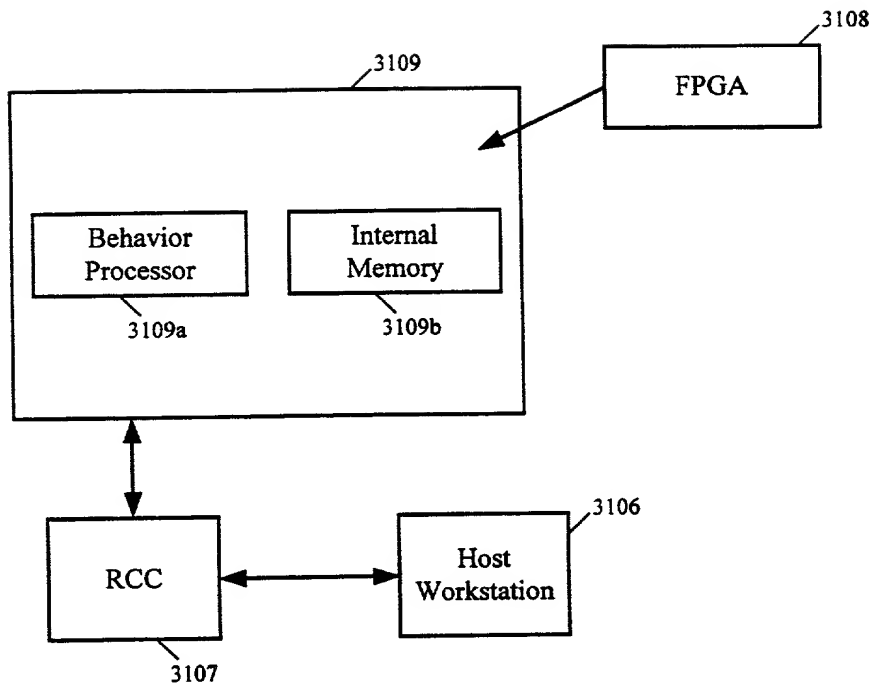 3108
3109
FPGA
Behavior
Processor
Internal
Memory
3109a
3109b
3106
RCC
Host
Workstation
3107